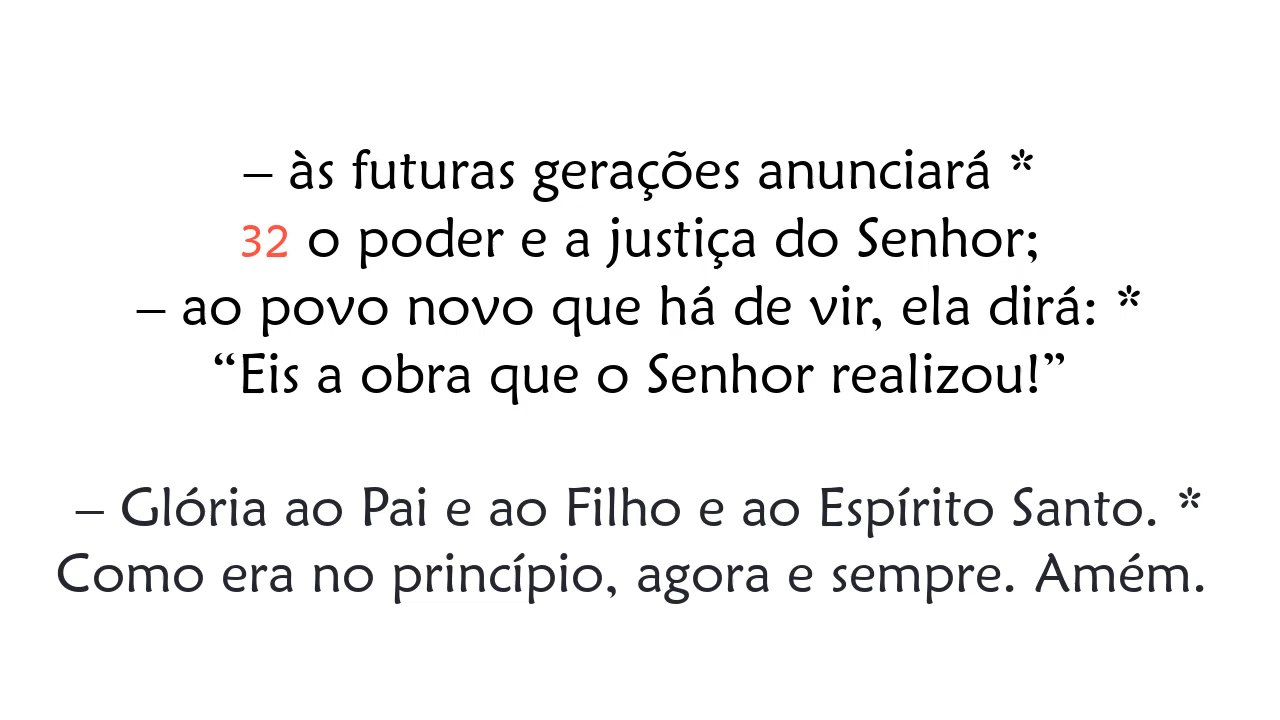 – às futuras gerações anunciará *
32 o poder e a justiça do Senhor;
– ao povo novo que há de vir, ela dirá: *
“Eis a obra que o Senhor realizou!”
– Glória ao Pai e ao Filho e ao Espírito Santo. *
Como era no princípio, agora e sempre. Amém.